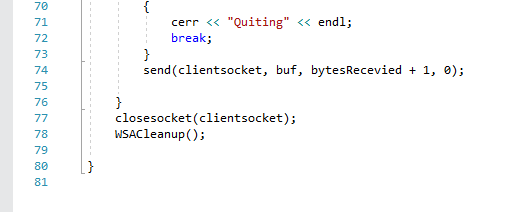 70 {
71 cerr << "Quiting" << endl;
72 break;
73 }
74 send(clientsocket, buf, bytesRecevied + 1, 0);
75
76 }
77 closesocket(clientsocket);
78 WSACleanup();
79
80 }
81